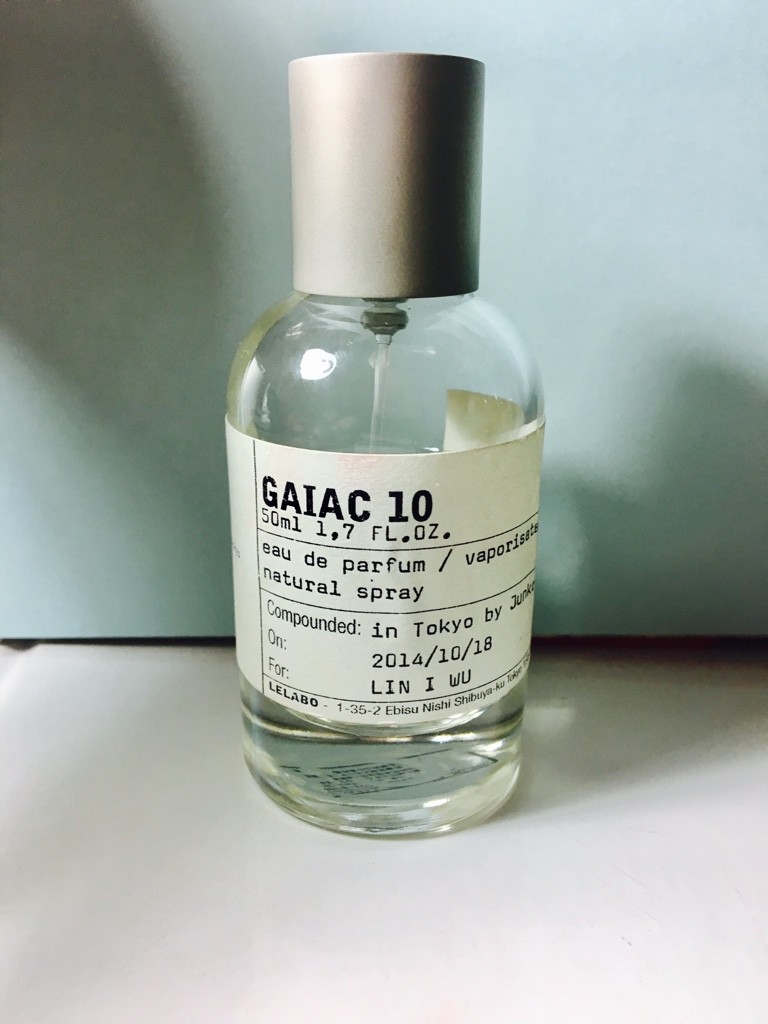 GAIAC 10
50ml 1,7 FL.OZ.
eau de parfum /
natural spray
Compounded: in Tokyo by
On: 2014/10/18
For: LIN I WU
LELABO - 1-35-2 Ebisu Nishi Shibuya-ku Tokyo